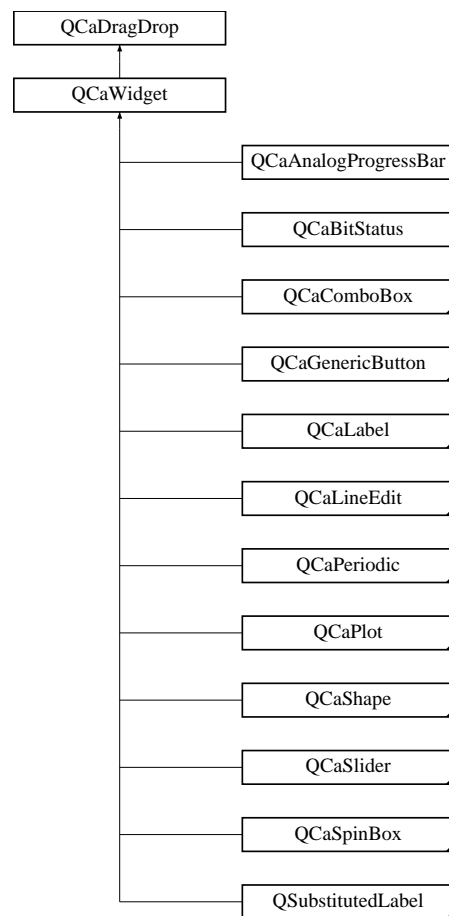 QCaDragDrop
QCaWidget
QCaAnalogProgressBar
QCaBitStatus
QCaComboBox
QCaGenericButton
QCaLabel
QCaLineEdit
QCaPeriodic
QCaPlot
QCaShape
QCaSlider
QCaSpinBox
QSubstitutedLabel